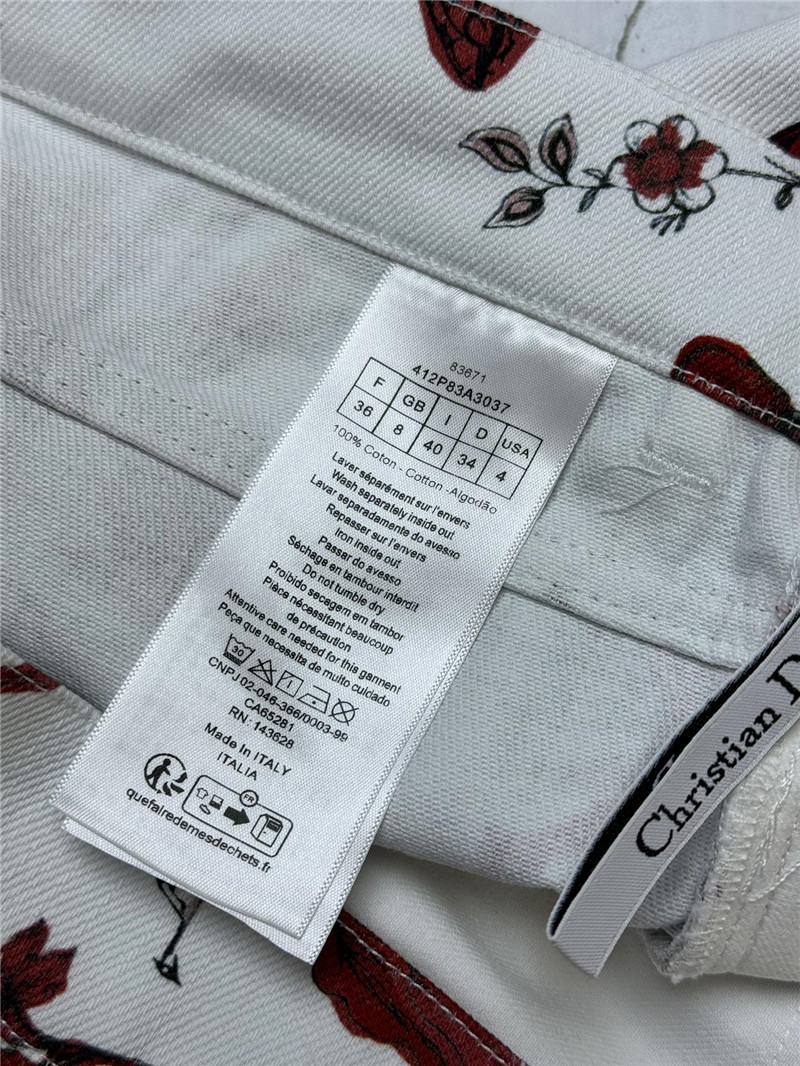 83671
412P83A3037
F GB I D USA
36 8 40 34 4
100% Coton - Cotton - Algodão
Laver séparément sur l'envers
Wash separately inside out
Lavar separadamente do avesso
Repasser sur l'envers
Iron inside out
Passar do avesso
Séchage en tambour interdit
Do not tumble dry
Proibido secagem em tambor
Pièce nécessitant beaucoup
de précaution
Attentive care needed for this garment
Peça que necessita de muito cuidado
30
CNPJ 02-046-366/0003-99
CA65281
RN: 143628
Made In ITALY
ITALIA
FR
quefairedemesdechets.fr
Christian D